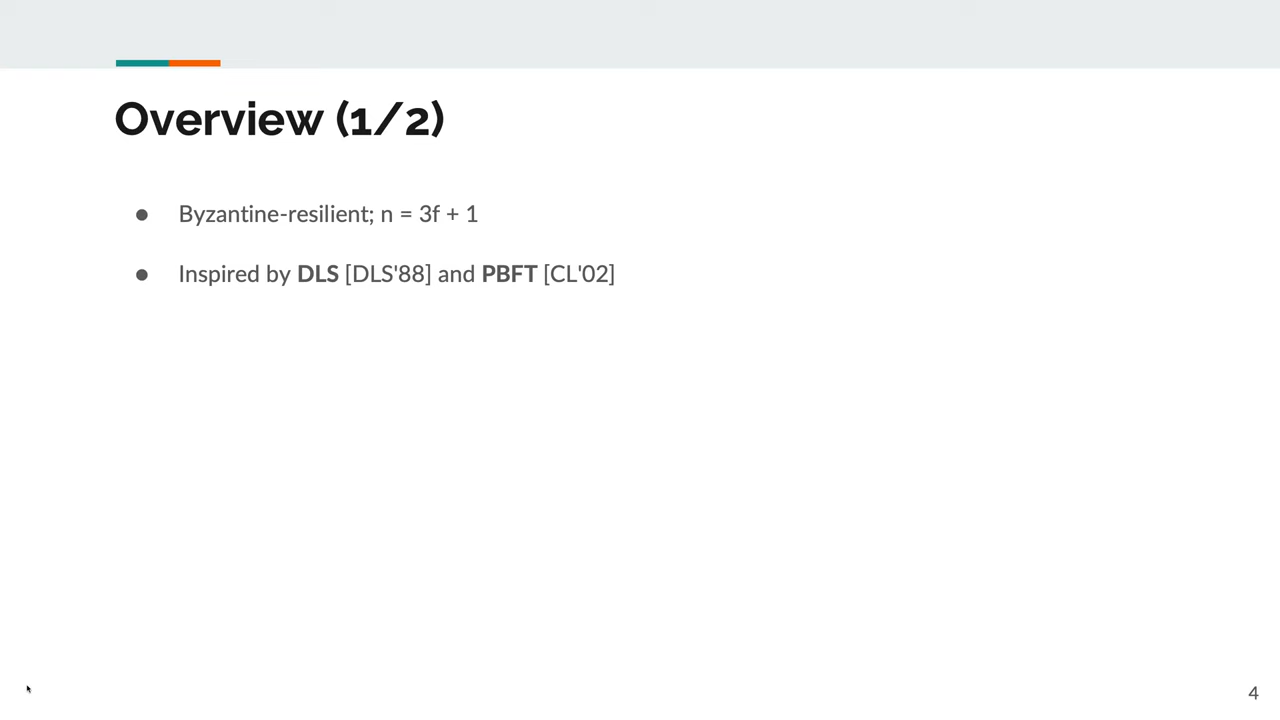 Overview (1/2)
● Byzantine-resilient; n = 3f + 1
● Inspired by DLS [DLS'88] and PBFT [CL'02]
4